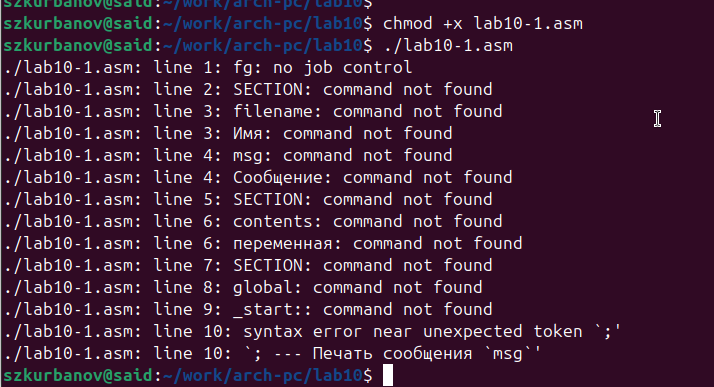 szkurbanov@said:~/work/arch-pc/lab10$
szkurbanov@said:~/work/arch-pc/lab10$ chmod +x lab10-1.asm
szkurbanov@said:~/work/arch-pc/lab10$ ./lab10-1.asm
./lab10-1.asm: line 1: fg: no job control
./lab10-1.asm: line 2: SECTION: command not found
./lab10-1.asm: line 3: filename: command not found
./lab10-1.asm: line 3: Имя: command not found
./lab10-1.asm: line 4: msg: command not found
./lab10-1.asm: line 4: Сообщение: command not found
./lab10-1.asm: line 5: SECTION: command not found
./lab10-1.asm: line 6: contents: command not found
./lab10-1.asm: line 6: переменная: command not found
./lab10-1.asm: line 7: SECTION: command not found
./lab10-1.asm: line 8: global: command not found
./lab10-1.asm: line 9: _start:: command not found
./lab10-1.asm: line 10: syntax error near unexpected token `;'
./lab10-1.asm: line 10: `; --- Печать сообщения `msg`'
szkurbanov@said:~/work/arch-pc/lab10$